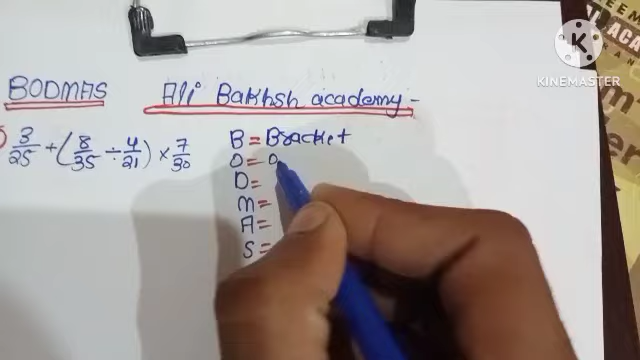 BODMAS Ali Bakhsh academy
3/25 + (8/35 ÷ 4/21) × 7/30
B = Bracket
O = O
D =
M =
A =
S =
KINEMASTER